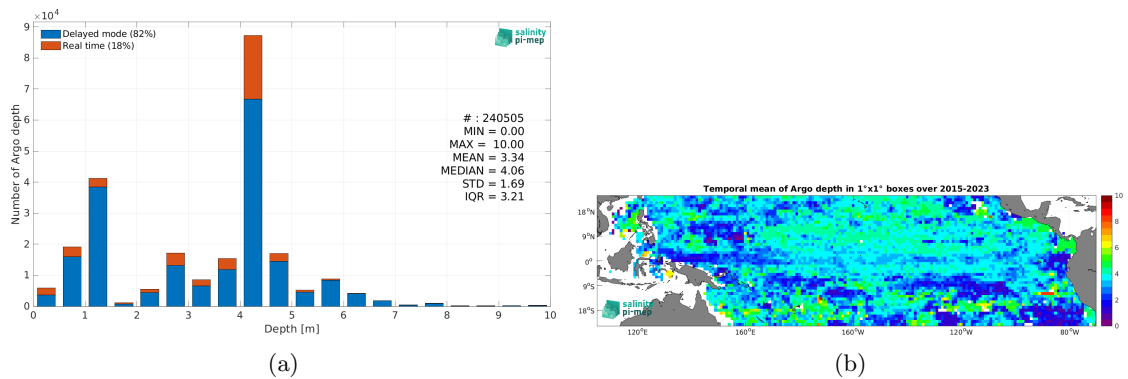 ×10⁴
9
8
7
6
5
4
3
2
1
0
Number of Argo depth
Delayed mode (82%)
Real time (18%)
salinity
pi-mep
# : 240505
MIN = 0.00
MAX = 10.00
MEAN = 3.34
MEDIAN = 4.06
STD = 1.69
IQR = 3.21
0 1 2 3 4 5 6 7 8 9 10
Depth [m]
(a)
Temporal mean of Argo depth in 1°x1° boxes over 2015-2023
18°N
9°N
0°
9°S
18°S
salinity
pi-mep
120°E 160°E 160°W 120°W 80°W
10
8
6
4
2
0
(b)